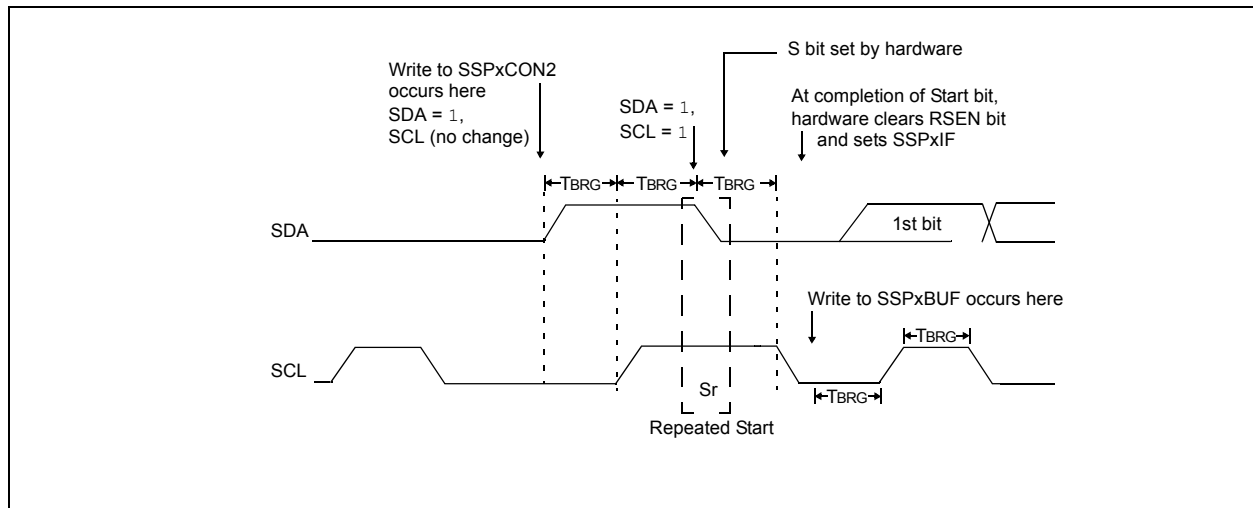 S bit set by hardware
Write to SSPxCON2
occurs here
SDA = 1,
SCL (no change)
SDA = 1,
SCL = 1
At completion of Start bit,
hardware clears RSEN bit
and sets SSPxIF
TBRG TBRG TBRG
SDA
1st bit
Write to SSPxBUF occurs here
TBRG
SCL
Sr
TBRG
Repeated Start